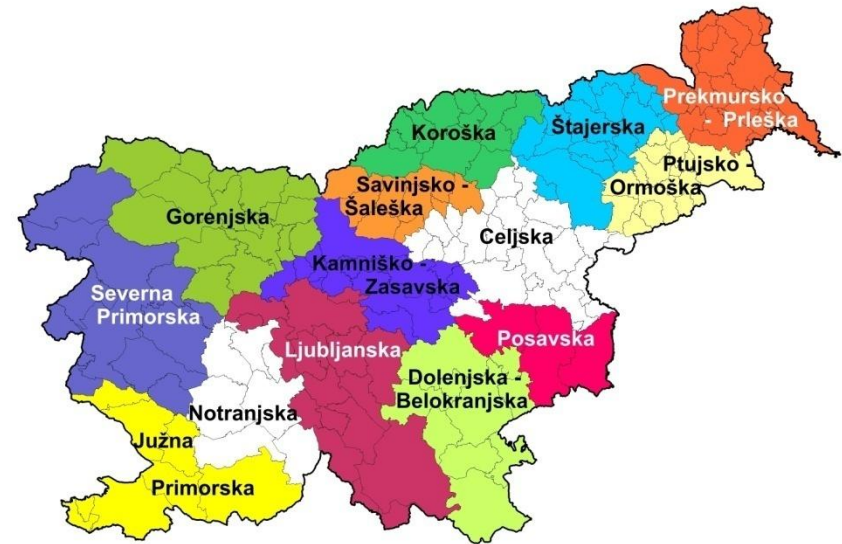 Prekmursko
- Prleška
Štajerska
Koroška
Ptujsko -
Ormoška
Savinjsko -
Šaleška
Gorenjska
Celjska
Kamniško -
Zasavska
Severna
Primorska
Posavska
Ljubljanska
Dolenjska -
Belokranjska
Notranjska
Južna
Primorska